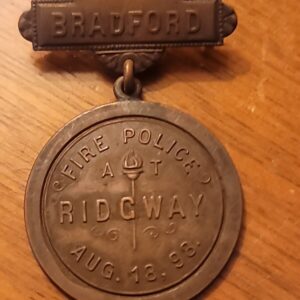 BRADFORD
FIRE POLICE
AT
RIDGWAY
AUG. 18. 98.